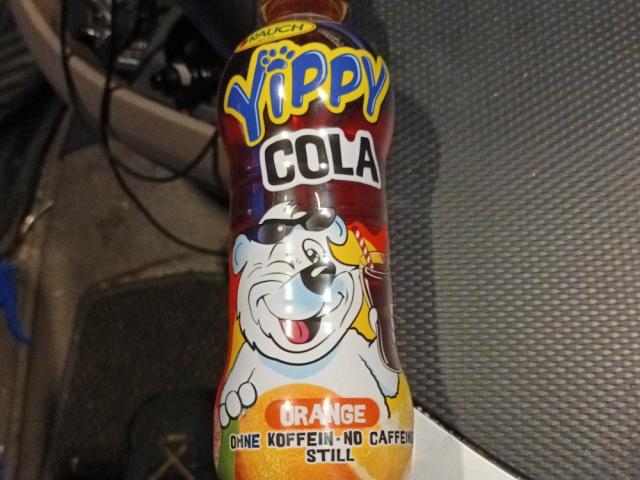 RAUCH
YIPPY
COLA
ORANGE
OHNE KOFFEIN-NO CAFFEINE
STILL